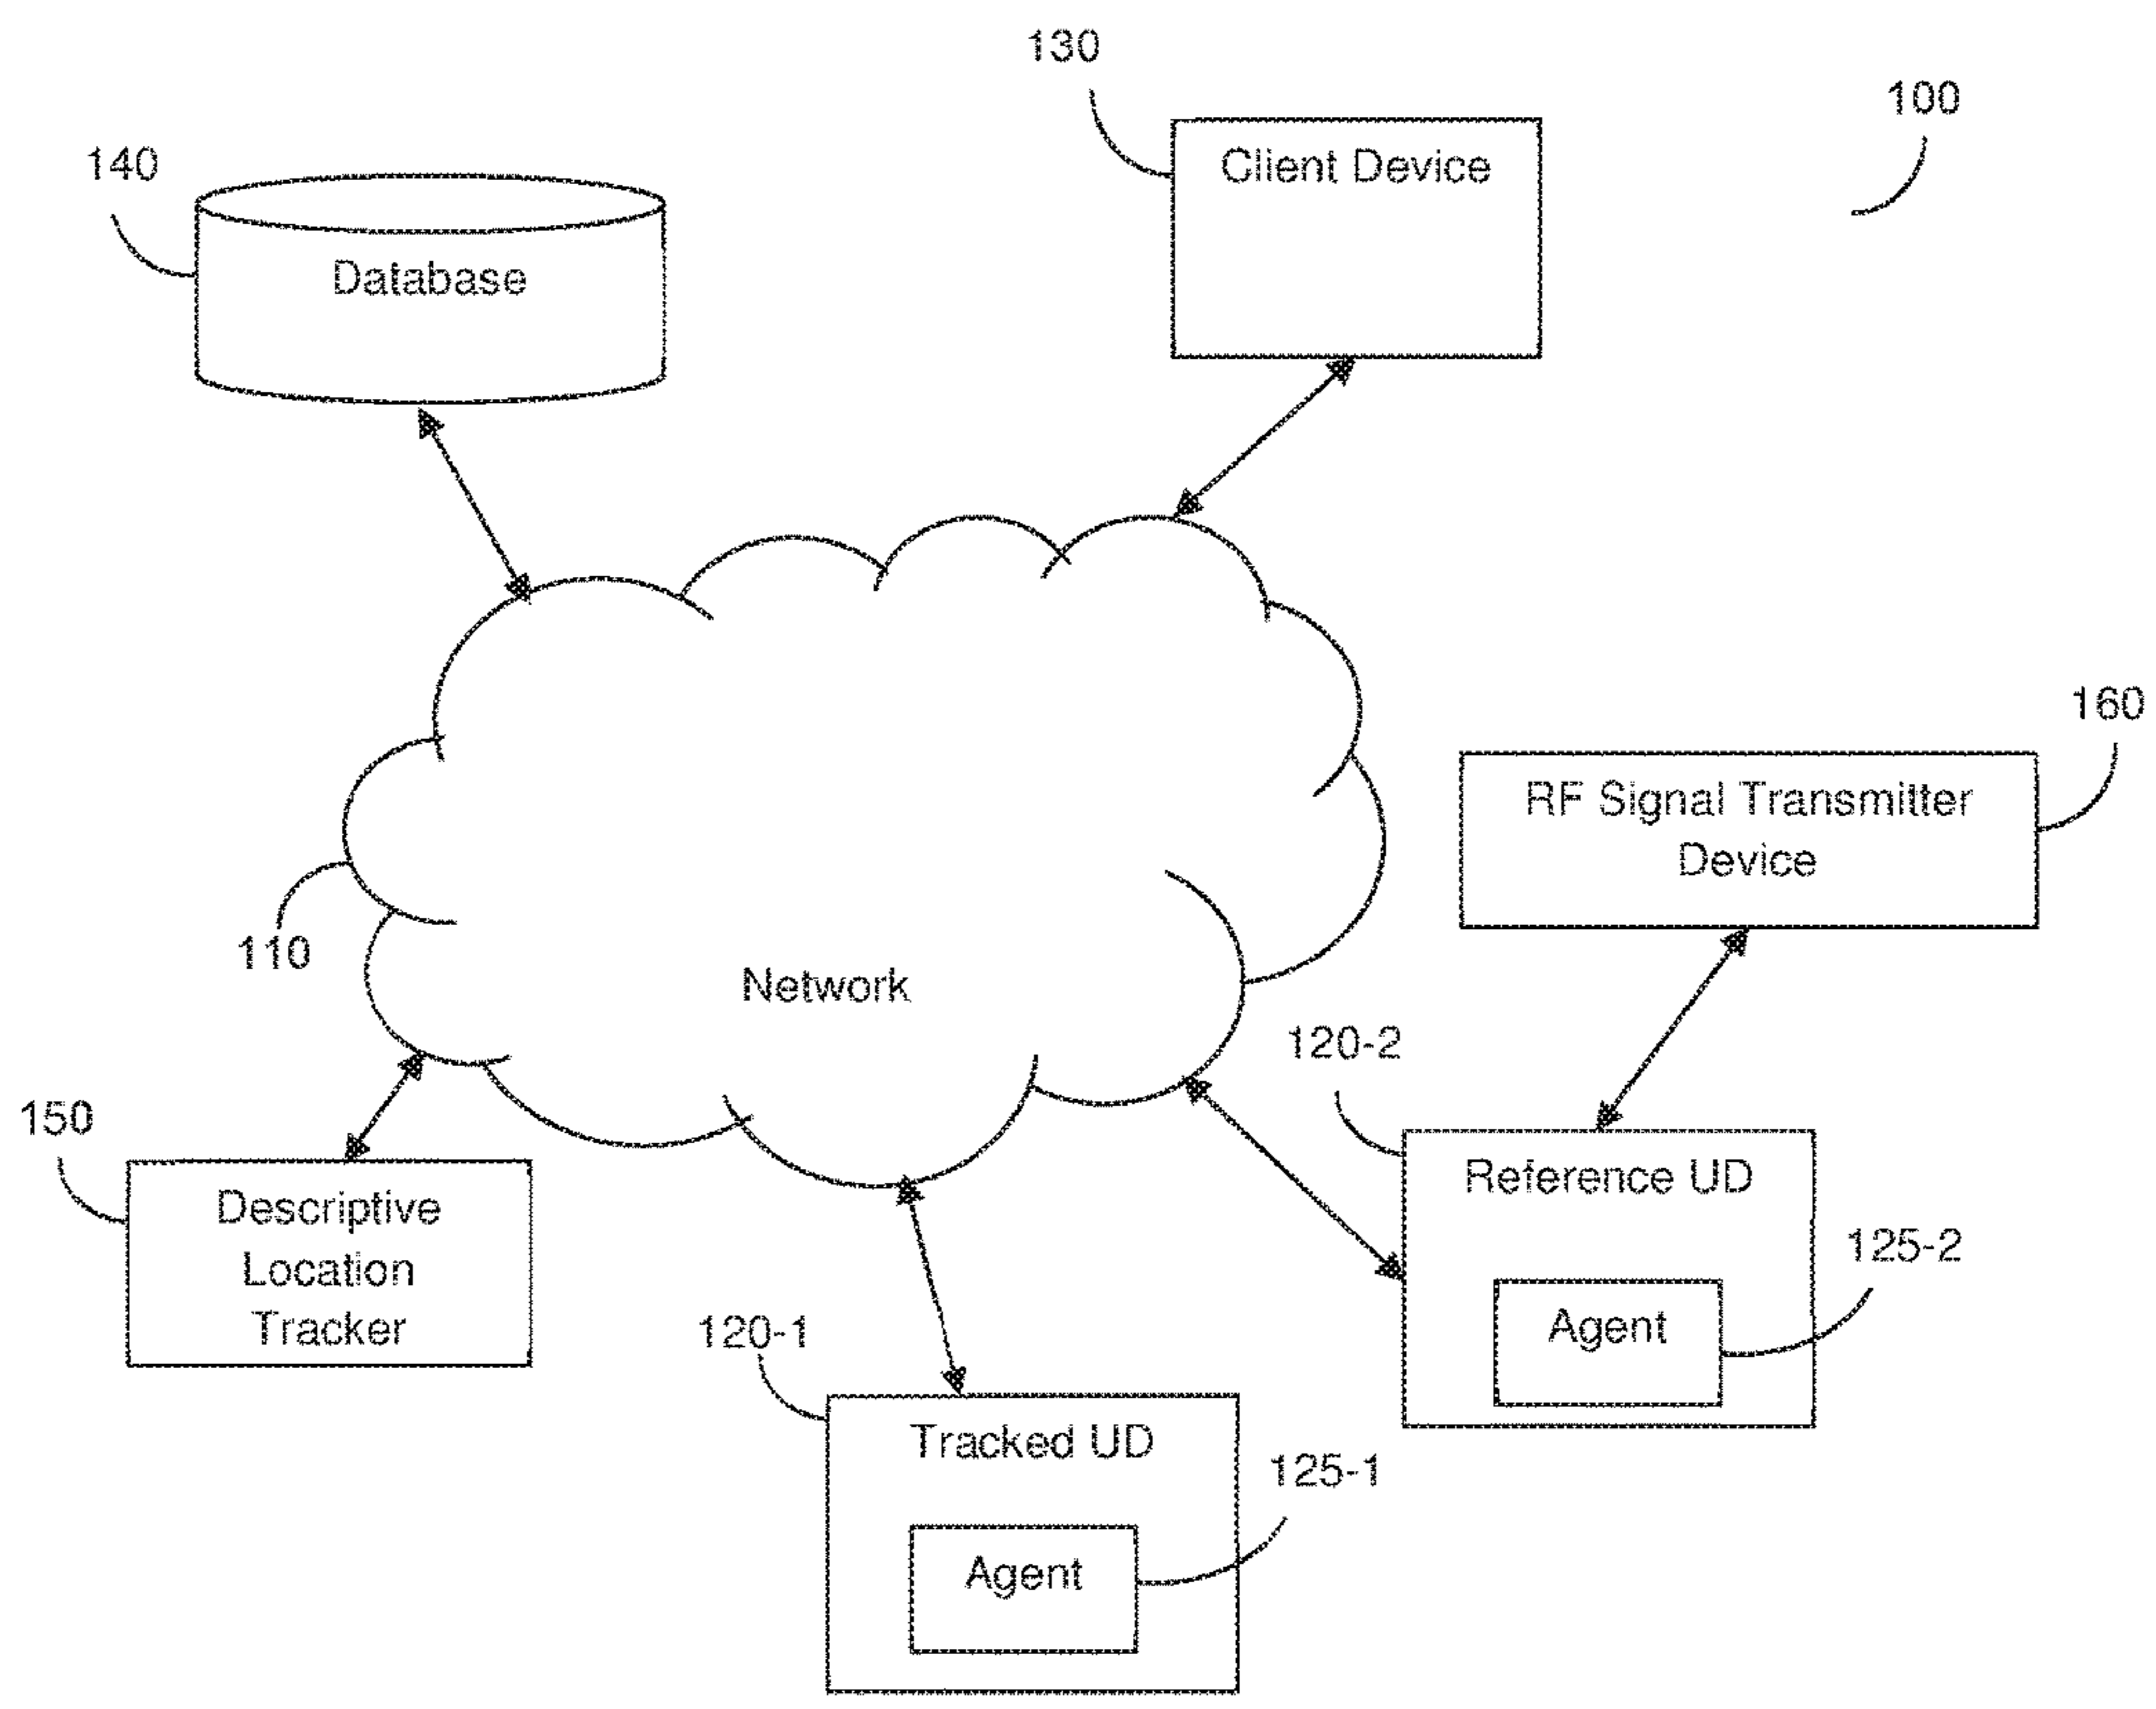 130
100
140
Client Device
Database
160
RF Signal Transmitter
Device
110
Network
120-2
150
Reference UD
Descriptive
Location
Tracker
125-2
Agent
120-1
Tracked UD
125-1
Agent